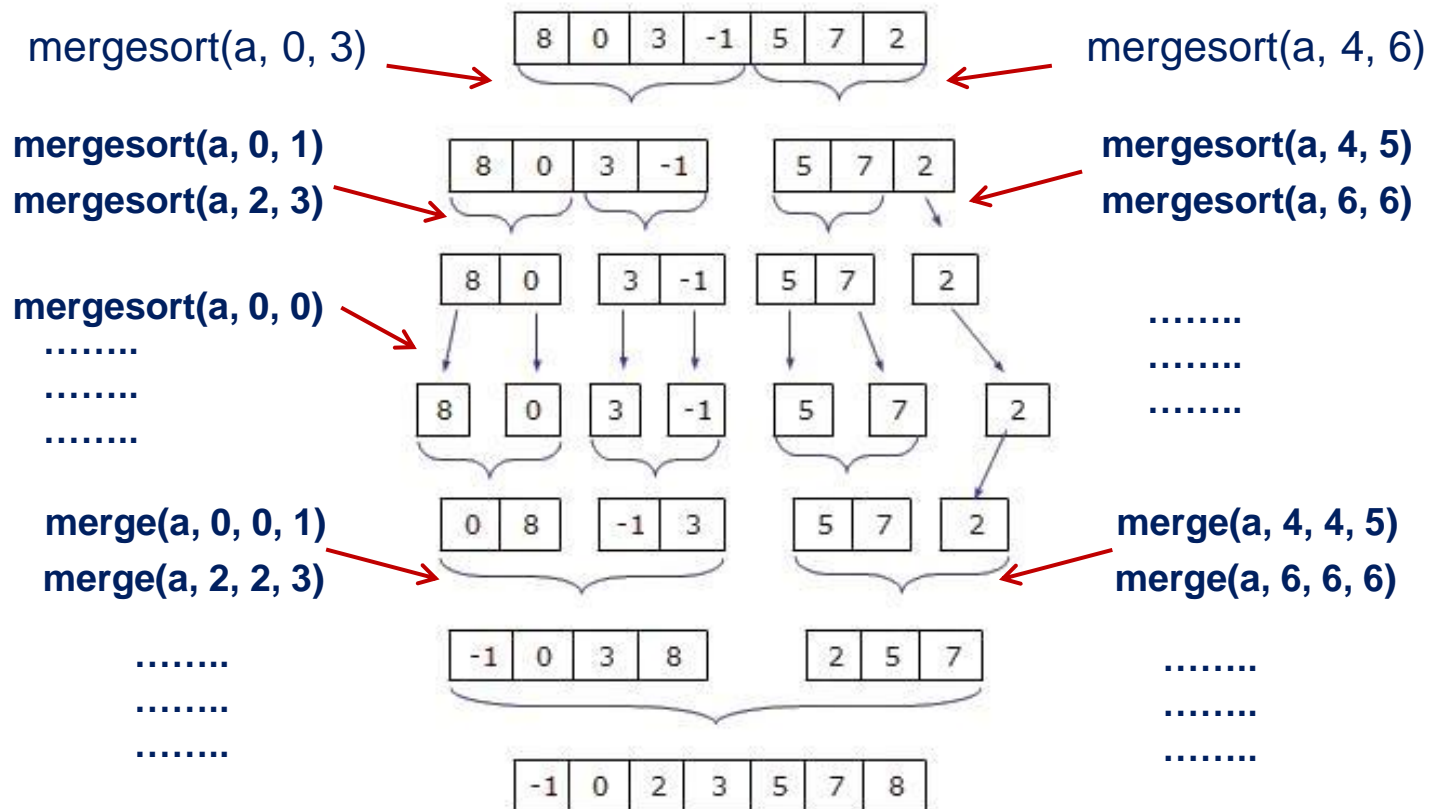 mergesort(a, 0, 3)
8 0 3 -1 5 7 2
mergesort(a, 4, 6)
mergesort(a, 0, 1)
mergesort(a, 2, 3)
8 0 3 -1
5 7 2
mergesort(a, 4, 5)
mergesort(a, 6, 6)
8 0
3 -1
5 7
2
mergesort(a, 0, 0)
……..
……..
……..
……..
……..
……..
8
0
3
-1
5
7
2
merge(a, 0, 0, 1)
merge(a, 2, 2, 3)
0 8
-1 3
5 7
2
merge(a, 4, 4, 5)
merge(a, 6, 6, 6)
……..
……..
……..
-1 0 3 8
2 5 7
……..
……..
……..
-1 0 2 3 5 7 8